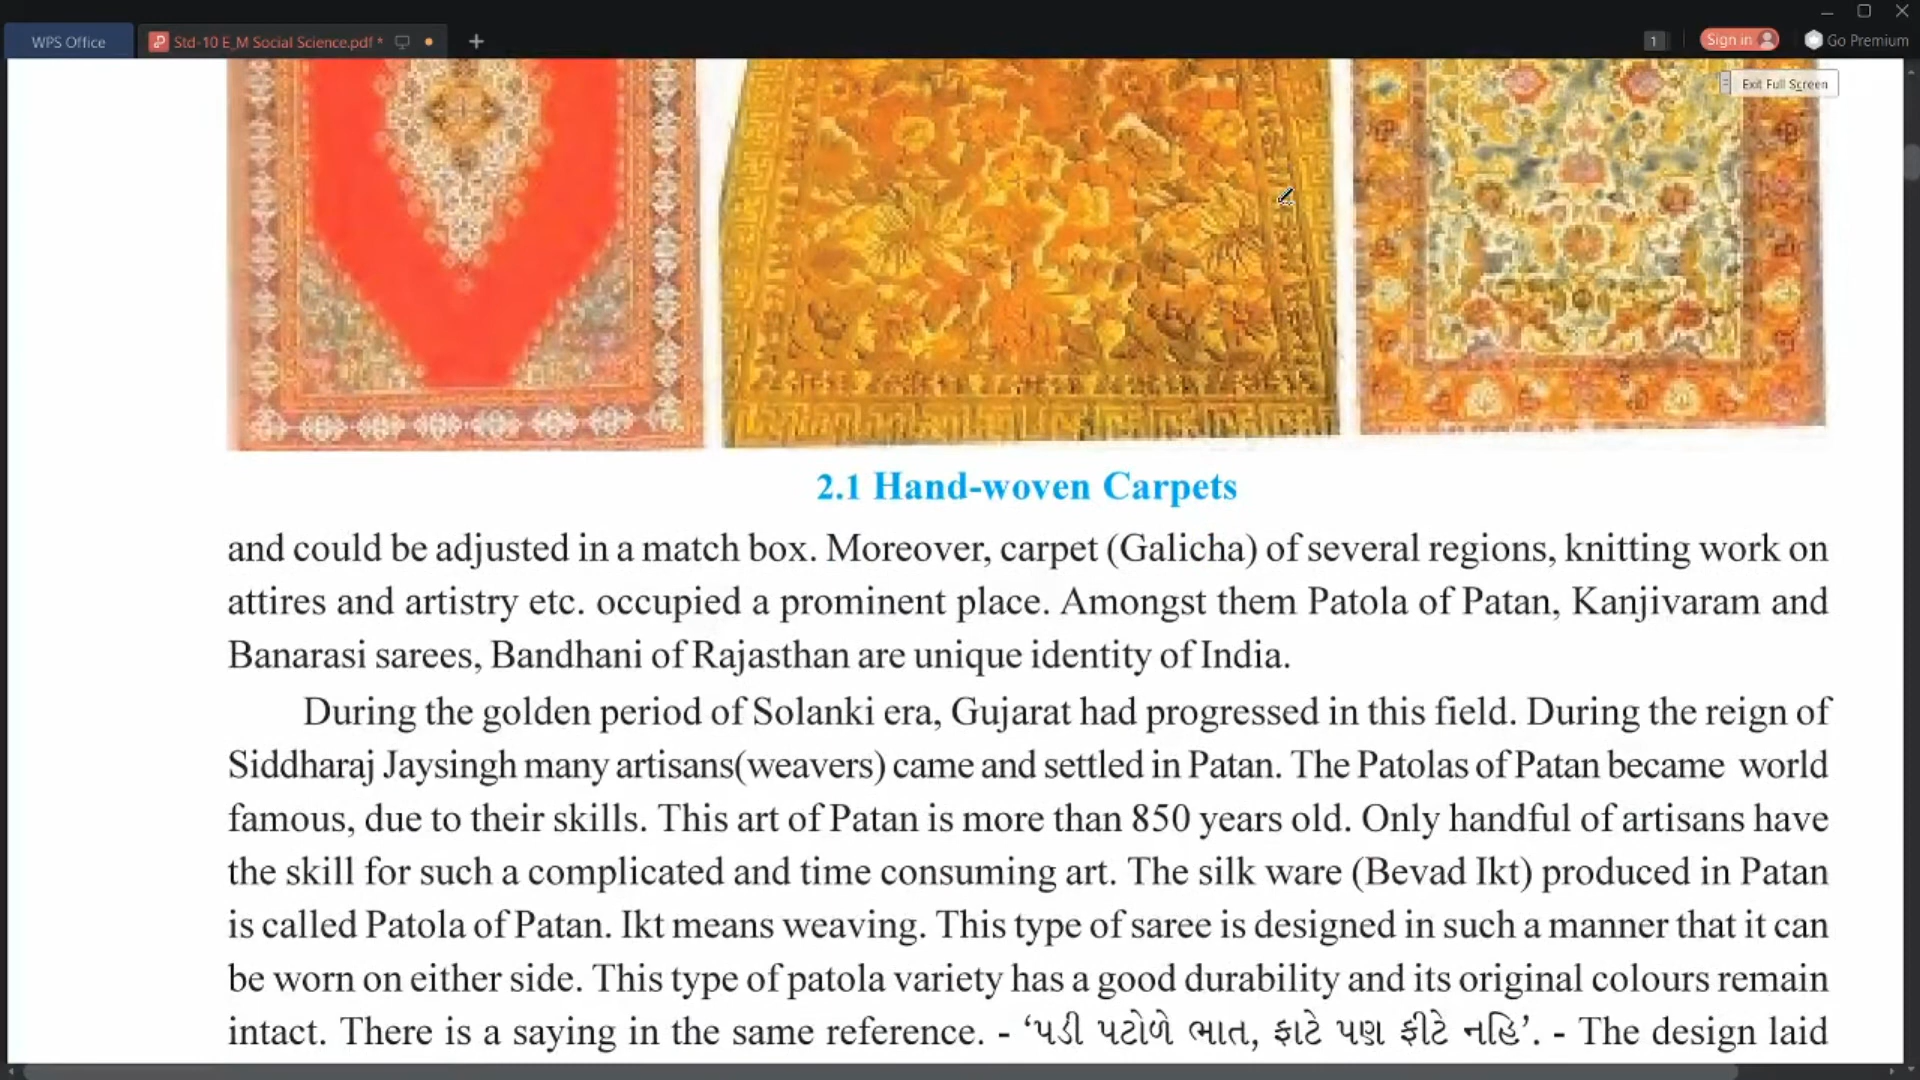 WPS Office
Std-10 E_M Social Science.pdf *
1
Sign in
Go Premium
Exit Full Screen
2.1 Hand-woven Carpets
and could be adjusted in a match box. Moreover, carpet (Galicha) of several regions, knitting work on
attires and artistry etc. occupied a prominent place. Amongst them Patola of Patan, Kanjivaram and
Banarasi sarees, Bandhani of Rajasthan are unique identity of India.
During the golden period of Solanki era, Gujarat had progressed in this field. During the reign of
Siddharaj Jaysingh many artisans(weavers) came and settled in Patan. The Patolas of Patan became world
famous, due to their skills. This art of Patan is more than 850 years old. Only handful of artisans have
the skill for such a complicated and time consuming art. The silk ware (Bevad Ikt) produced in Patan
is called Patola of Patan. Ikt means weaving. This type of saree is designed in such a manner that it can
be worn on either side. This type of patola variety has a good durability and its original colours remain
intact. There is a saying in the same reference. - ‘પડી પટોળે ભાત, ફાટે પણ ફીટે નહિ’. - The design laid